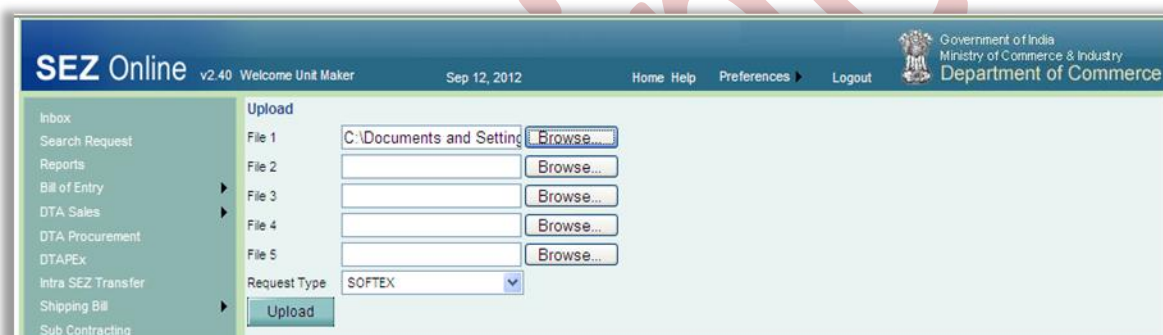 SEZ Online v2.40 Welcome Unit Maker Sep 12, 2012 Home Help Preferences Logout
Government of India
Ministry of Commerce & Industry
Department of Commerce
Inbox
Search Request
Reports
Bill of Entry
DTA Sales
DTA Procurement
DTAPEx
Intra SEZ Transfer
Shipping Bill
Sub Contracting
Upload
File 1 C:\Documents and Setting Browse...
File 2 Browse...
File 3 Browse...
File 4 Browse...
File 5 Browse...
Request Type SOFTEX
Upload